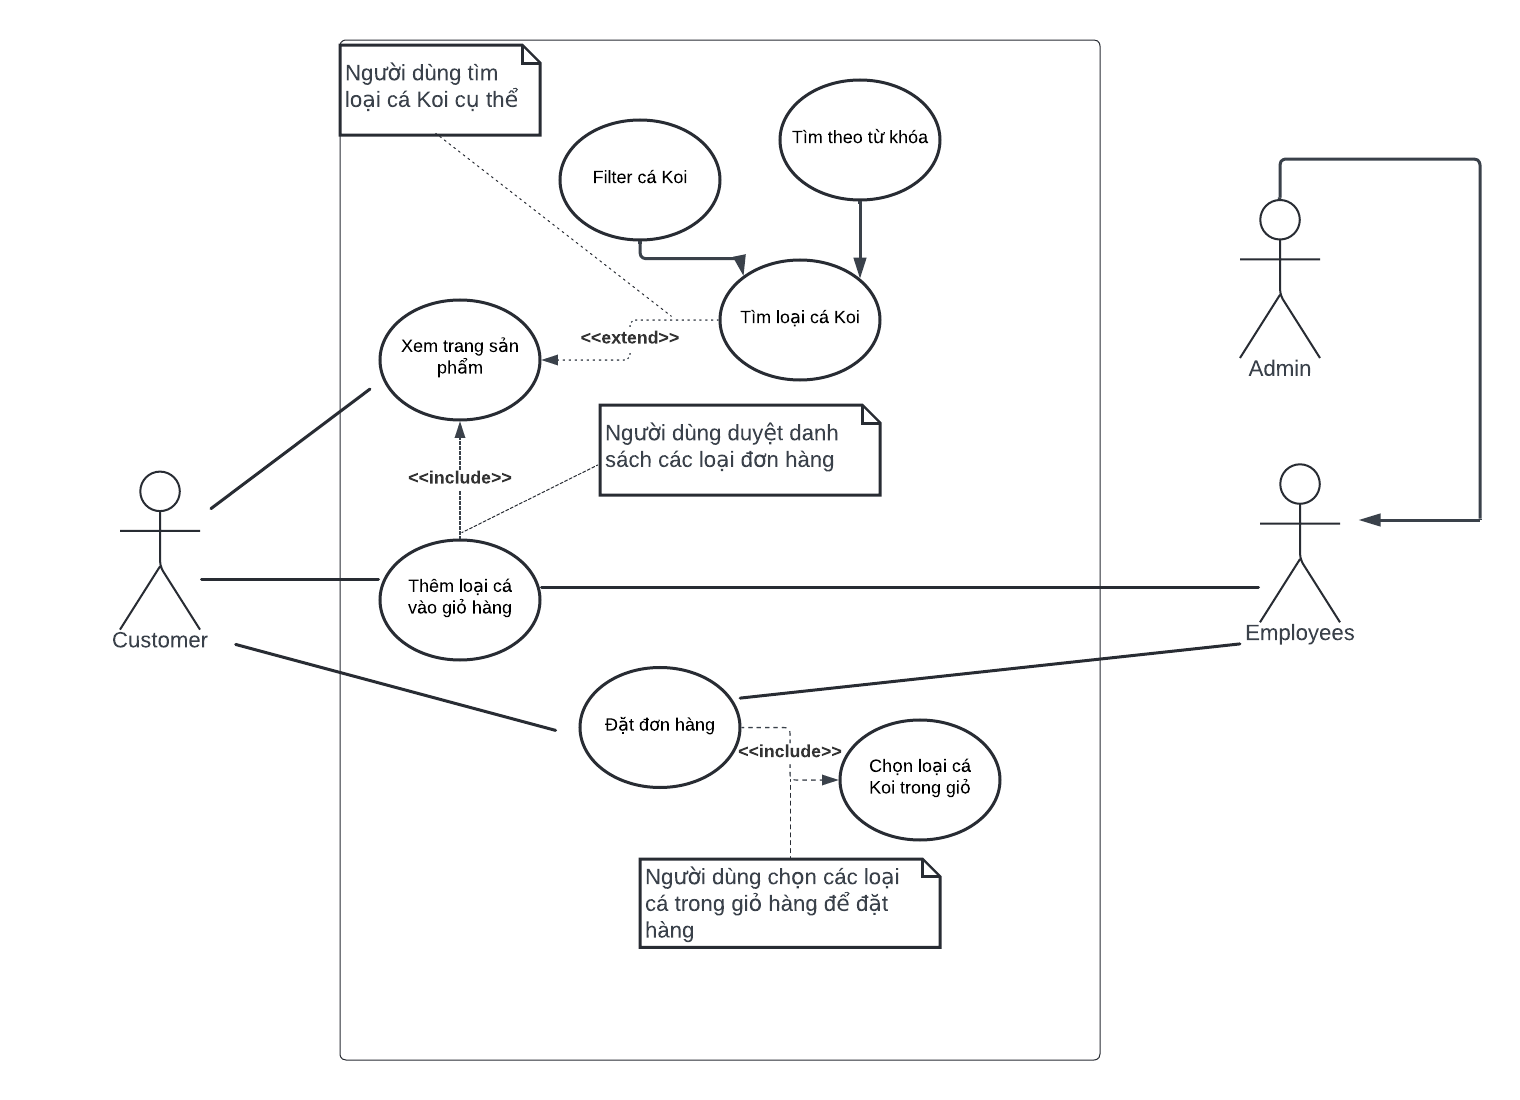 Người dùng tìm
loại cá Koi cụ thể
Tìm theo từ khóa
Filter cá Koi
Tìm loại cá Koi
<<extend>>
Xem trang sản
phẩm
Admin
Người dùng duyệt danh
sách các loại đơn hàng
<<include>>
Thêm loại cá
vào giỏ hàng
Customer
Employees
Đặt đơn hàng
<<include>>
Chọn loại cá
Koi trong giỏ
Người dùng chọn các loại
cá trong giỏ hàng để đặt
hàng